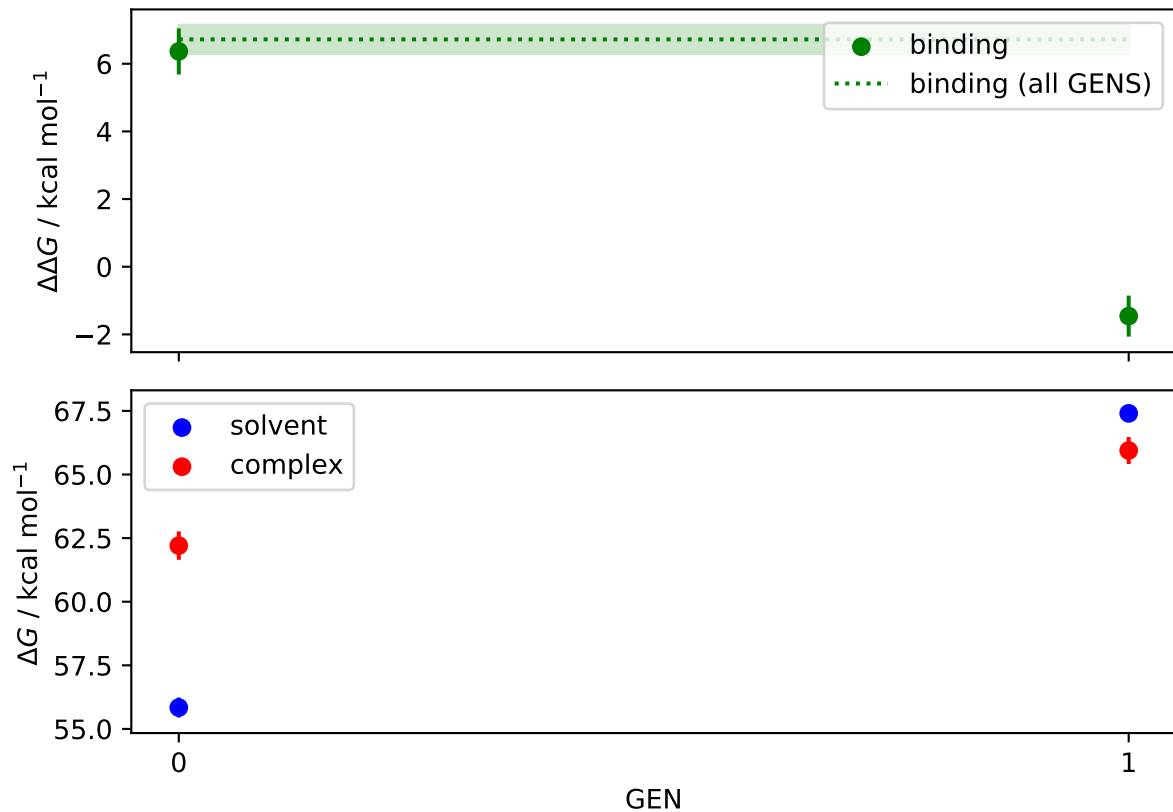 ΔΔG / kcal mol⁻¹
6
4
2
0
−2
binding
binding (all GENS)
ΔG / kcal mol⁻¹
67.5
65.0
62.5
60.0
57.5
55.0
solvent
complex
0 1
GEN